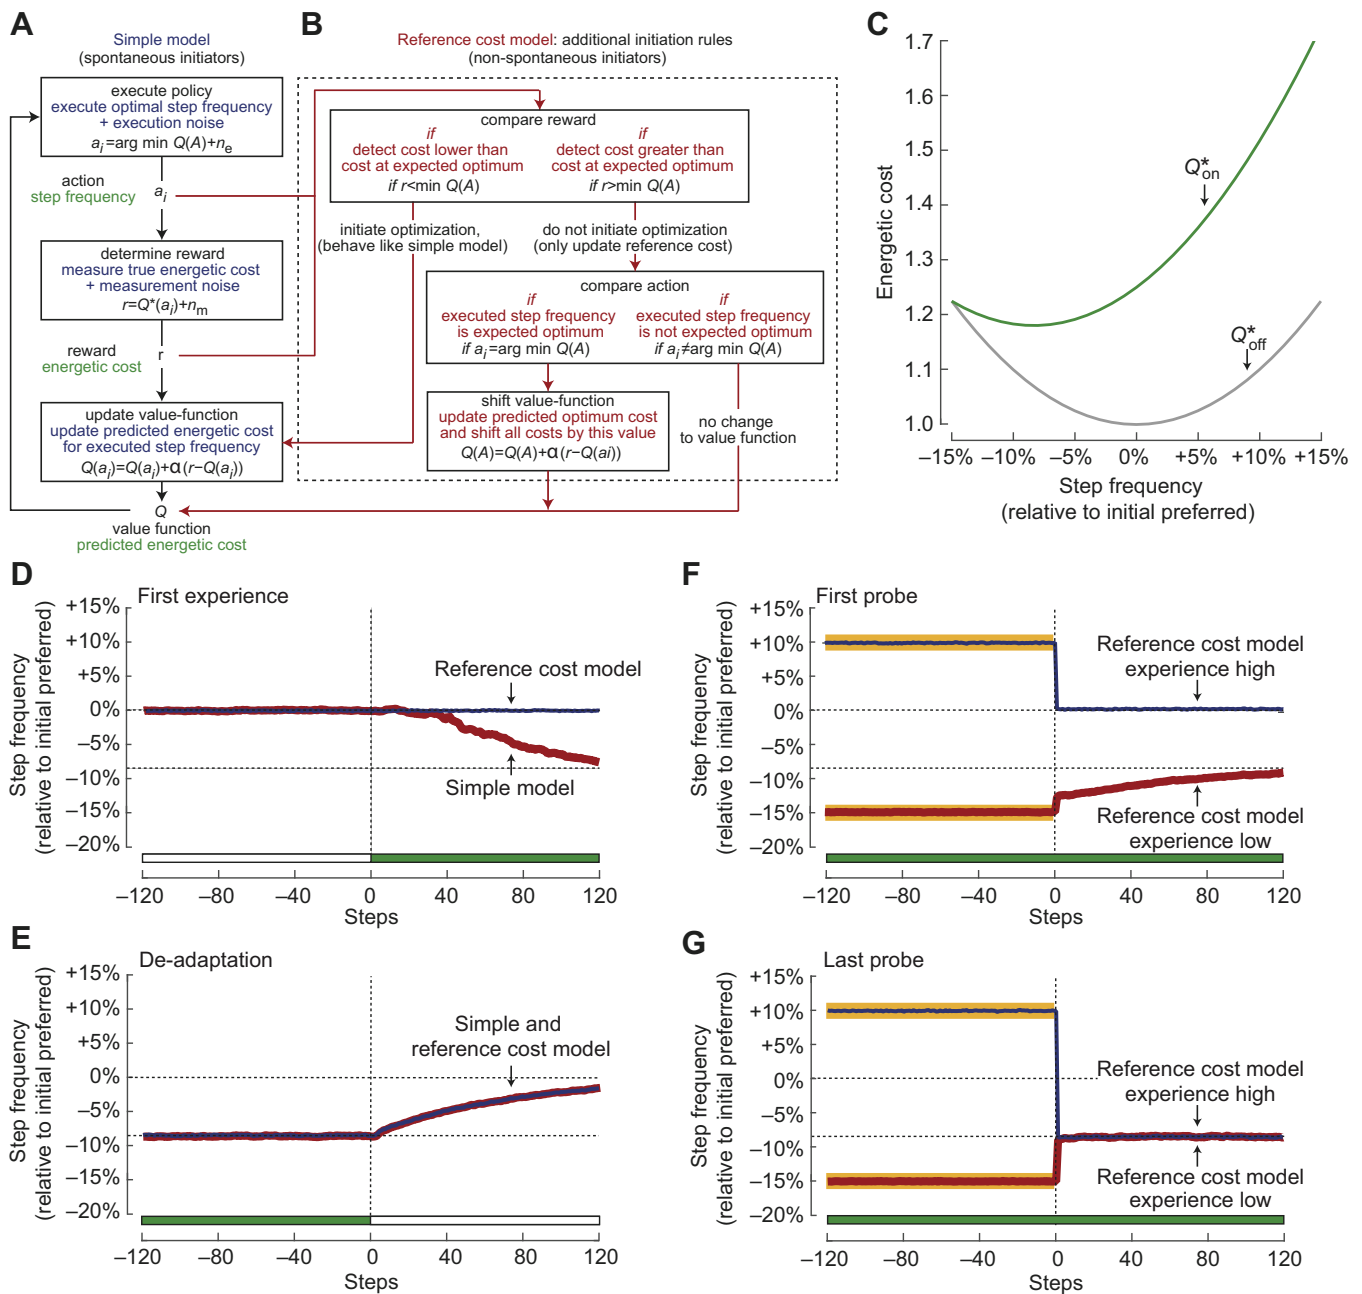 A
Simple model
(spontaneous initiators)
execute policy
execute optimal step frequency
+ execution noise
aᵢ=arg min Q(A)+nₑ
action
step frequency
aᵢ
determine reward
measure true energetic cost
+ measurement noise
r=Q*(aᵢ)+nₘ
reward
energetic cost
r
update value-function
update predicted energetic cost
for executed step frequency
Q(aᵢ)=Q(aᵢ)+α(r–Q(aᵢ))
Q
value function
predicted energetic cost
B
Reference cost model: additional initiation rules
(non-spontaneous initiators)
compare reward
if
detect cost lower than
cost at expected optimum
if r<min Q(A)
if
detect cost greater than
cost at expected optimum
if r>min Q(A)
initiate optimization,
(behave like simple model)
do not initiate optimization
(only update reference cost)
compare action
if
executed step frequency
is expected optimum
if aᵢ=arg min Q(A)
if
executed step frequency
is not expected optimum
if aᵢ≠arg min Q(A)
shift value-function
update predicted optimum cost
and shift all costs by this value
Q(A)=Q(A)+α(r–Q(ai))
no change
to value function
C
Energetic cost
1.7
1.6
1.5
1.4
1.3
1.2
1.1
1.0
Q*on
Q*off
–15% –10% –5% 0% +5% +10% +15%
Step frequency
(relative to initial preferred)
D
First experience
Step frequency
(relative to initial preferred)
+15%
+10%
+5%
0%
–5%
–10%
–15%
–20%
Reference cost model
Simple model
–120 –80 –40 0 40 80 120
Steps
E
De-adaptation
Step frequency
(relative to initial preferred)
+15%
+10%
+5%
0%
–5%
–10%
–15%
–20%
Simple and
reference cost model
–120 –80 –40 0 40 80 120
Steps
F
First probe
Step frequency
(relative to initial preferred)
+15%
+10%
+5%
0%
–5%
–10%
–15%
–20%
Reference cost model
experience high
Reference cost model
experience low
–120 –80 –40 0 40 80 120
Steps
G
Last probe
Step frequency
(relative to initial preferred)
+15%
+10%
+5%
0%
–5%
–10%
–15%
–20%
Reference cost model
experience high
Reference cost model
experience low
–120 –80 –40 0 40 80 120
Steps